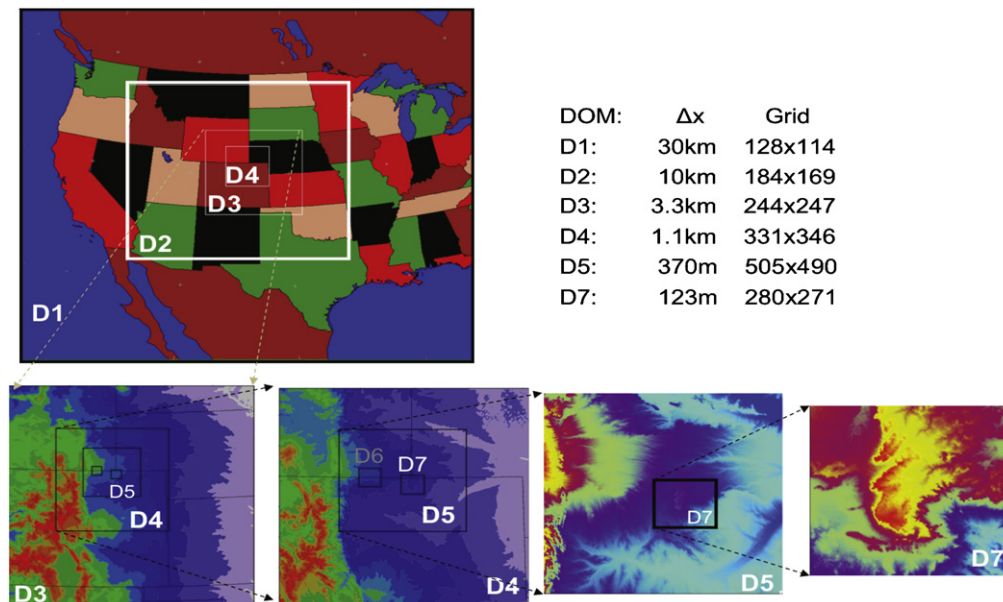 D4
D3
D2
D1
DOM: Δx Grid
D1: 30km 128x114
D2: 10km 184x169
D3: 3.3km 244x247
D4: 1.1km 331x346
D5: 370m 505x490
D7: 123m 280x271
D5
D4
D3
D6
D7
D5
D4
D7
D5
D7